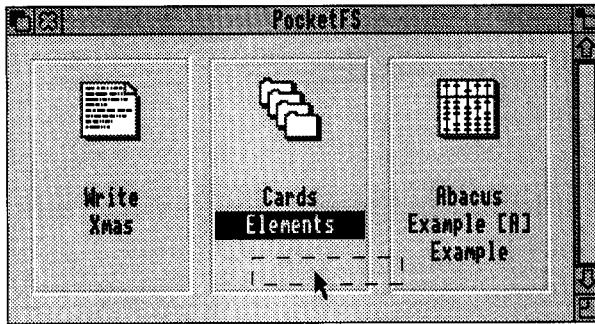 PocketFS
Write
Xmas
Cards
Elements
Abacus
Example [A]
Example